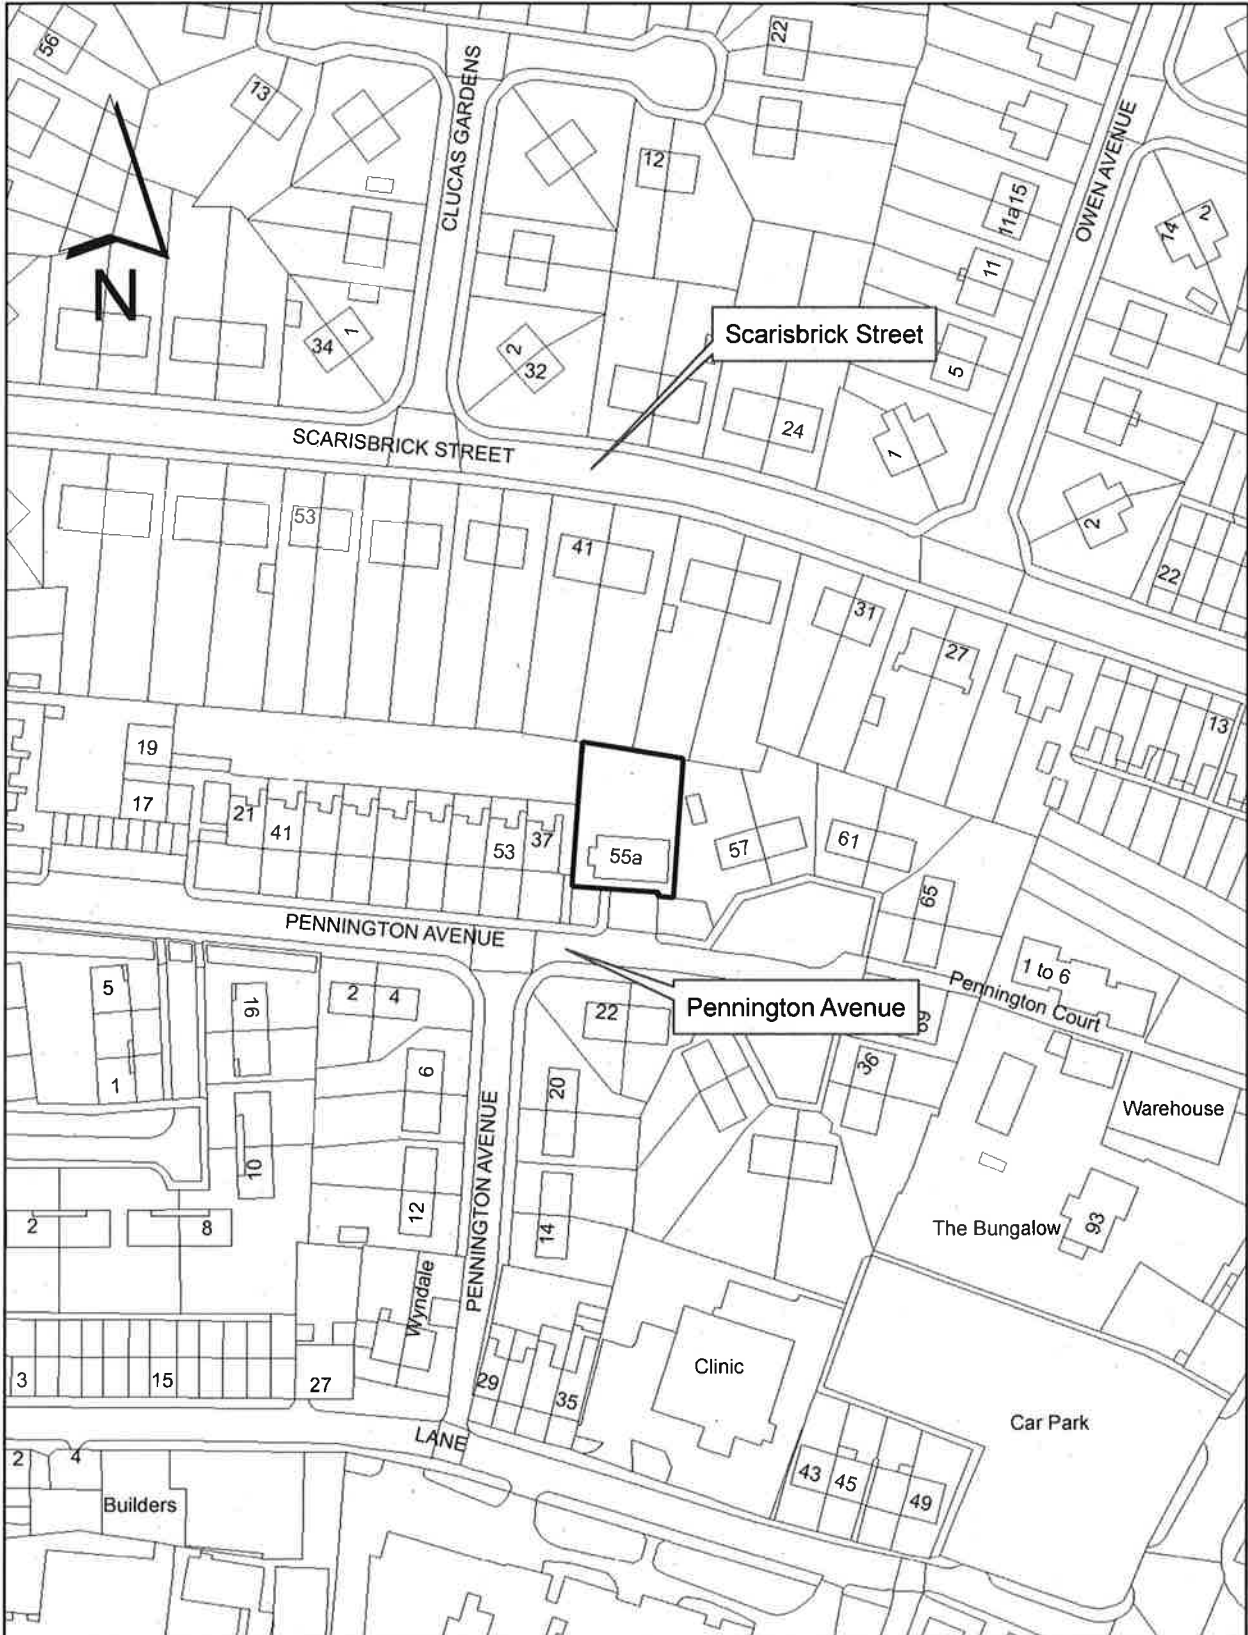 56
13
CLUCAS GARDENS
22
12
11a 15
OWEN AVENUE
14
2
11
N
34
1
2
32
Scarisbrick Street
5
24
1
SCARISBRICK STREET
2
22
53
41
31
27
13
19
17
21
41
53
37
55a
57
61
65
PENNINGTON AVENUE
1 to 6
Pennington Court
5
16
2
4
22
Pennington Avenue
69
1
6
20
36
Warehouse
10
12
PENNINGTON AVENUE
14
2
8
The Bungalow
93
Wyndale
3
15
27
29
35
Clinic
Car Park
LANE
2
4
43
45
49
Builders